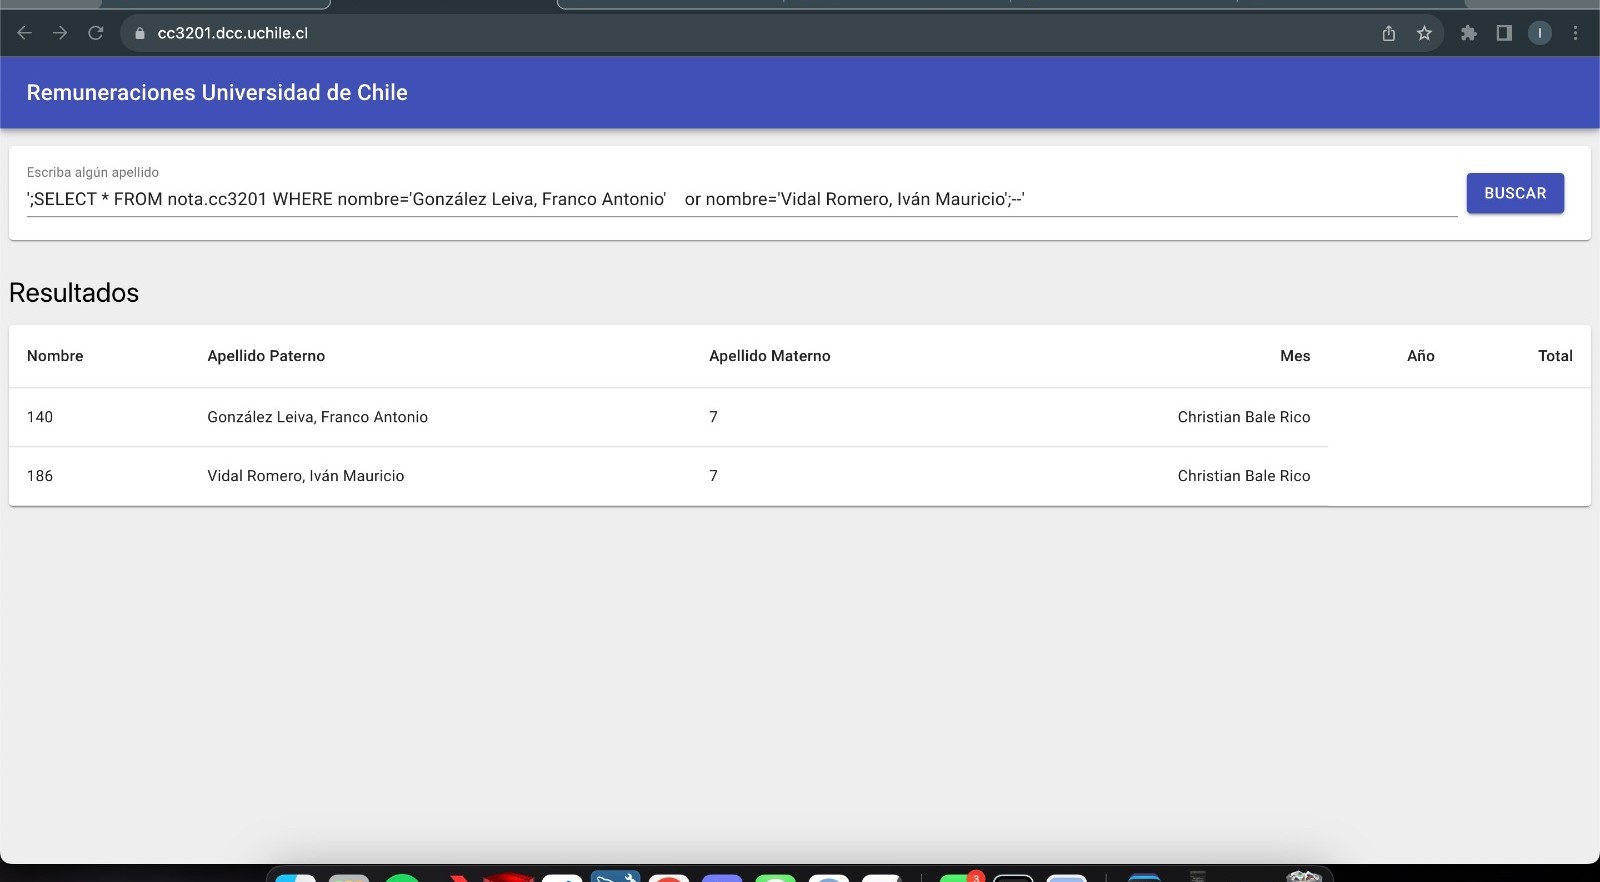 cc3201.dcc.uchile.cl
I
Remuneraciones Universidad de Chile
Escriba algún apellido
';SELECT * FROM nota.cc3201 WHERE nombre='González Leiva, Franco Antonio'    or nombre='Vidal Romero, Iván Mauricio';--'
BUSCAR
Resultados
Nombre Apellido Paterno Apellido Materno Mes Año Total
140 González Leiva, Franco Antonio 7 Christian Bale Rico
186 Vidal Romero, Iván Mauricio 7 Christian Bale Rico
3